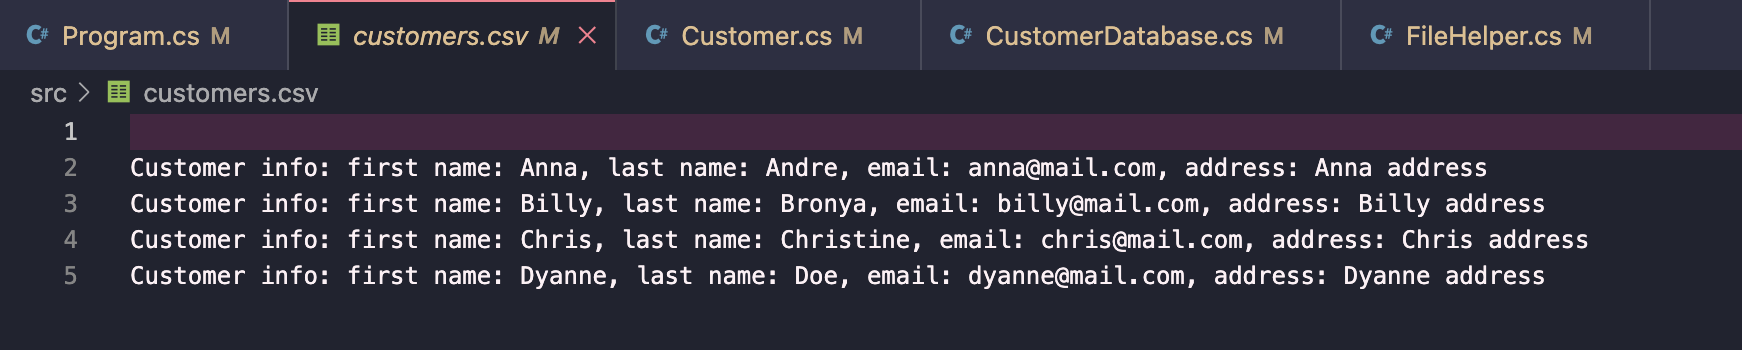 Program.cs M customers.csv M Customer.cs M CustomerDatabase.cs M FileHelper.cs M
src > customers.csv
1
2 Customer info: first name: Anna, last name: Andre, email: anna@mail.com, address: Anna address
3 Customer info: first name: Billy, last name: Bronya, email: billy@mail.com, address: Billy address
4 Customer info: first name: Chris, last name: Christine, email: chris@mail.com, address: Chris address
5 Customer info: first name: Dyanne, last name: Doe, email: dyanne@mail.com, address: Dyanne address